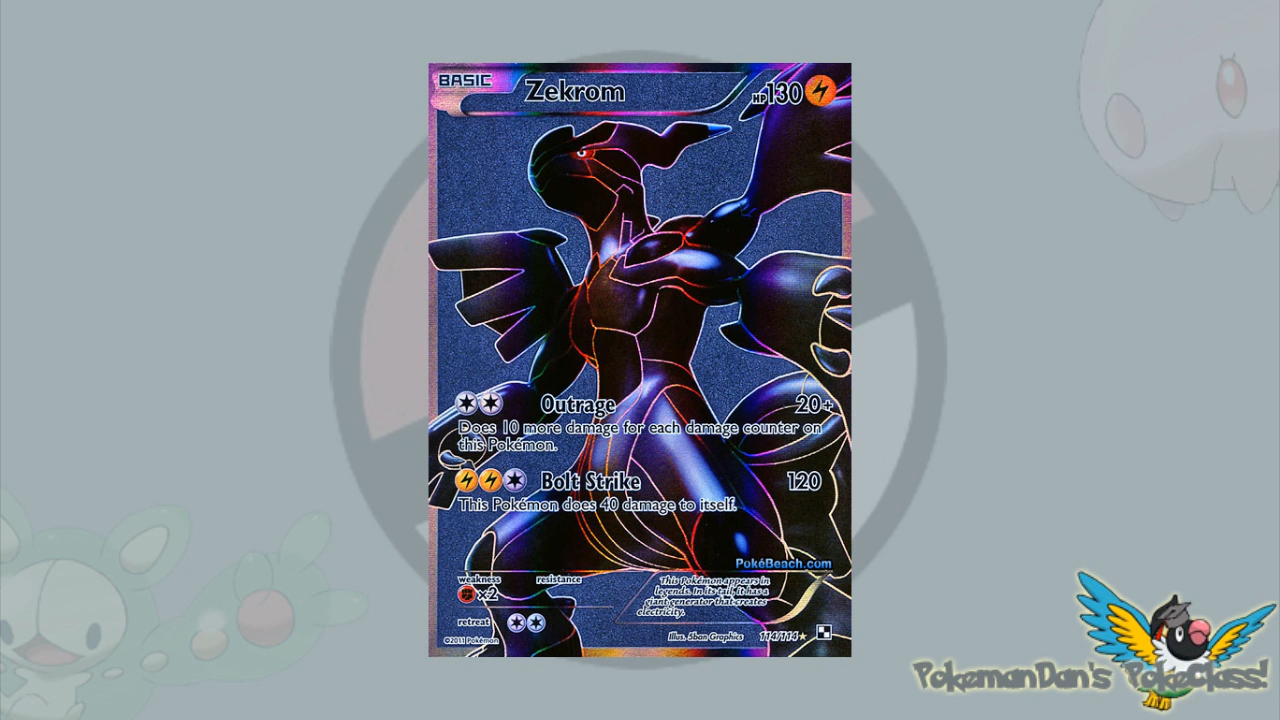 BASIC
Zekrom
HP130
Outrage 20+
Does 10 more damage for each damage counter on
this Pokémon.
Bolt Strike 120
This Pokémon does 40 damage to itself.
PokéBeach.com
weakness resistance
×2
This Pokémon appears in
legends. In its tail, it has a
giant generator that creates
electricity.
retreat
©2011 Pokémon
Illus. 5ban Graphics 114/114
PokemanDan's PokeClass!